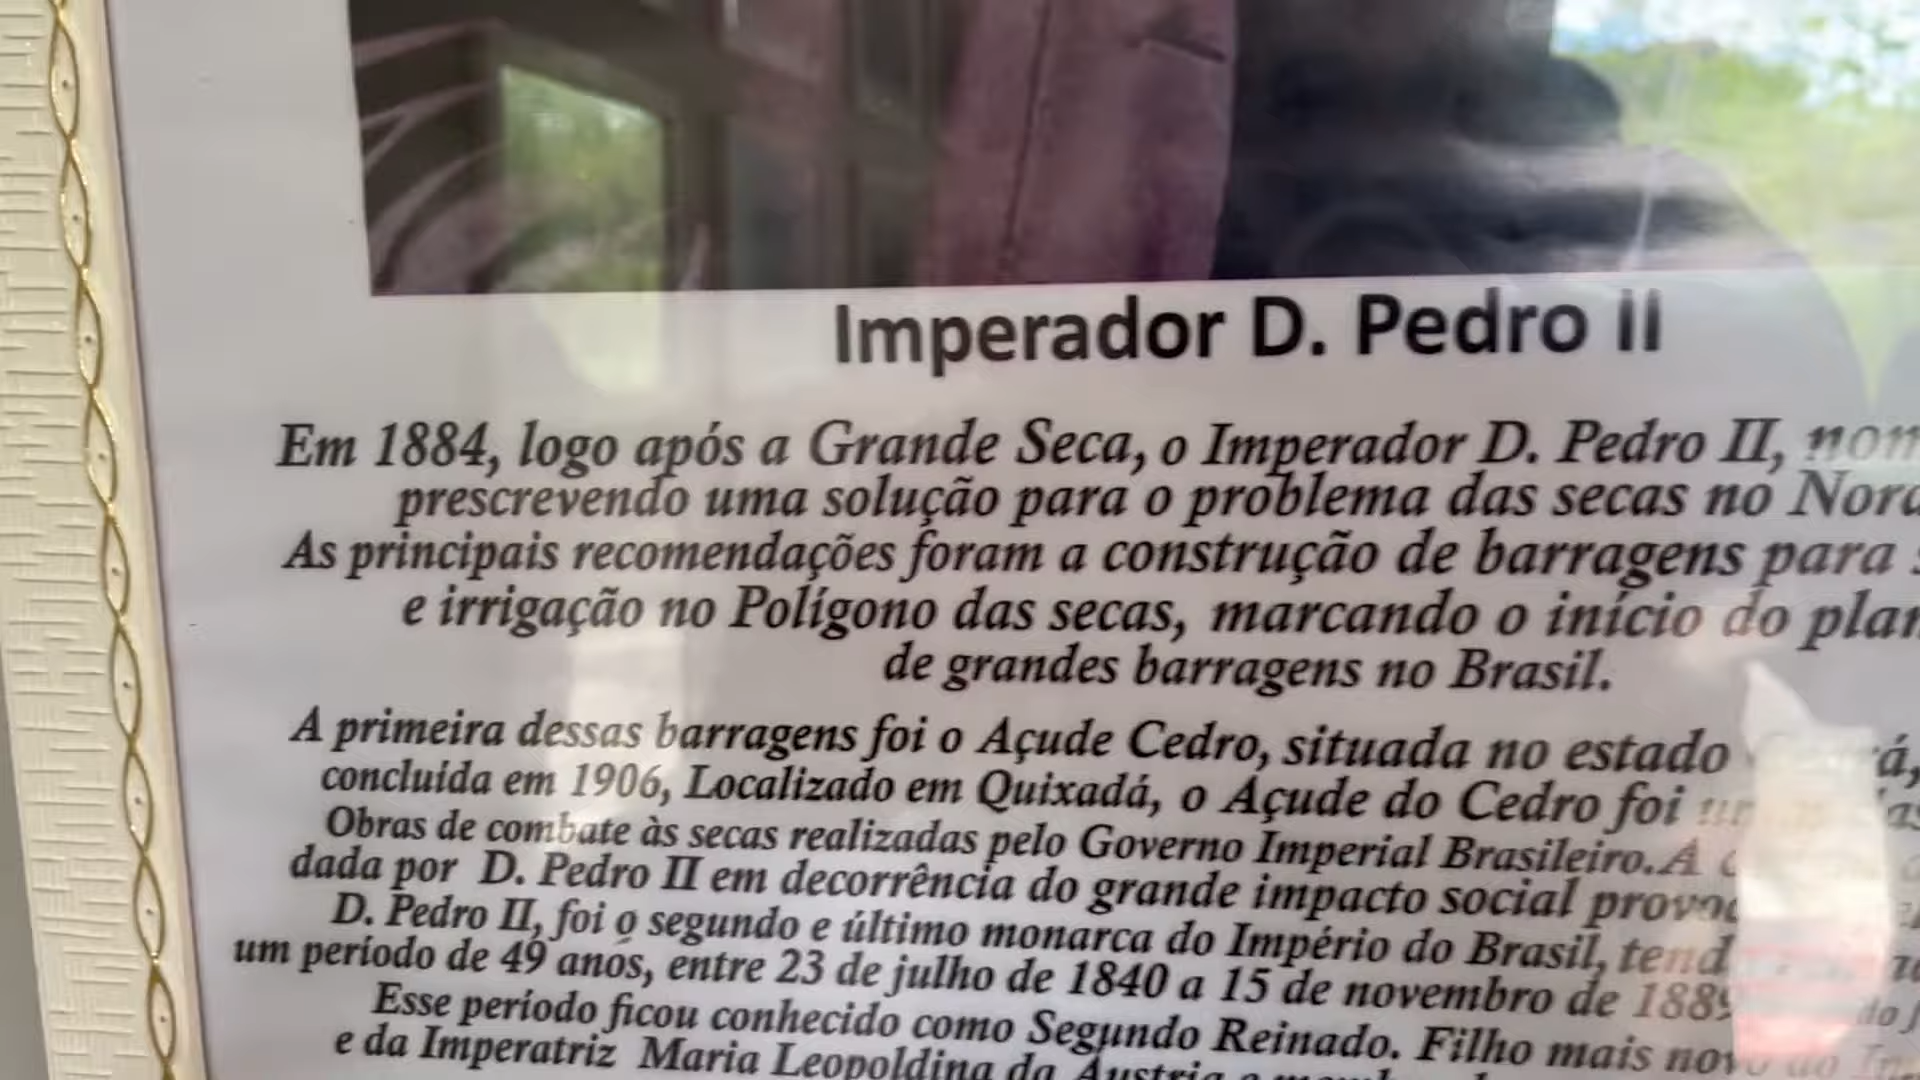 Imperador D. Pedro II
Em 1884, logo após a Grande Seca, o Imperador D. Pedro II,
prescrevendo uma solução para o problema das secas no
As principais recomendações foram a construção de barragens para
e irrigação no Polígono das secas, marcando o início do
de grandes barragens no Brasil.
A primeira dessas barragens foi o Açude Cedro, situada no estado
concluída em 1906, Localizado em Quixadá, o Açude do Cedro foi
Obras de combate às secas realizadas pelo Governo Imperial Brasileiro. A
dada por D. Pedro II em decorrência do grande impacto social
D. Pedro II, foi o segundo e último monarca do Império do Brasil,
um período de 49 anos, entre 23 de julho de 1840 a 15 de novembro de 1889
Esse período ficou conhecido como Segundo Reinado. Filho mais novo do
e da Imperatriz Maria Leopoldina da Áustria e